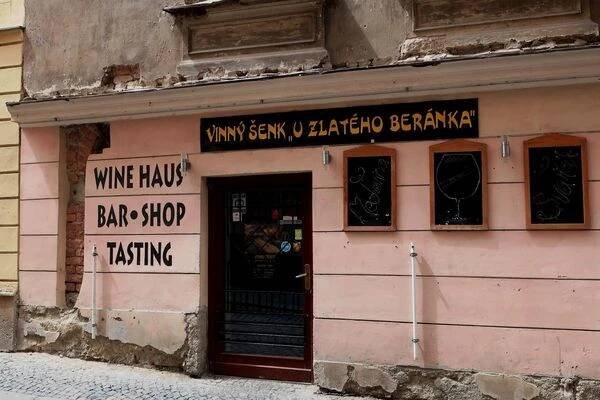 VINNÝ ŠENK „U ZLATÉHO BERÁNKA"
WINE HAUS
BAR • SHOP
TASTING